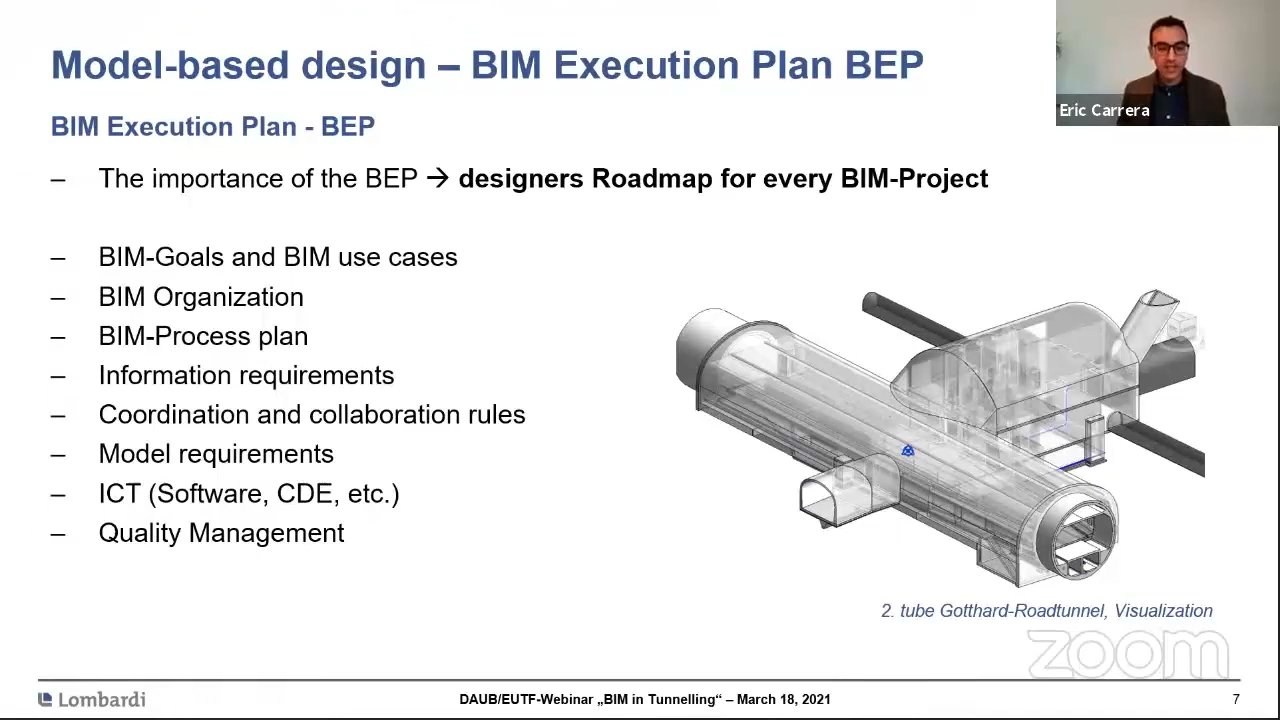 Model-based design – BIM Execution Plan BEP
Eric Carrera
BIM Execution Plan - BEP
– The importance of the BEP → designers Roadmap for every BIM-Project
– BIM-Goals and BIM use cases
– BIM Organization
– BIM-Process plan
– Information requirements
– Coordination and collaboration rules
– Model requirements
– ICT (Software, CDE, etc.)
– Quality Management
2. tube Gotthard-Roadtunnel, Visualization
zoom
Lombardi
DAUB/EUTF-Webinar „BIM in Tunnelling“ – March 18, 2021
7